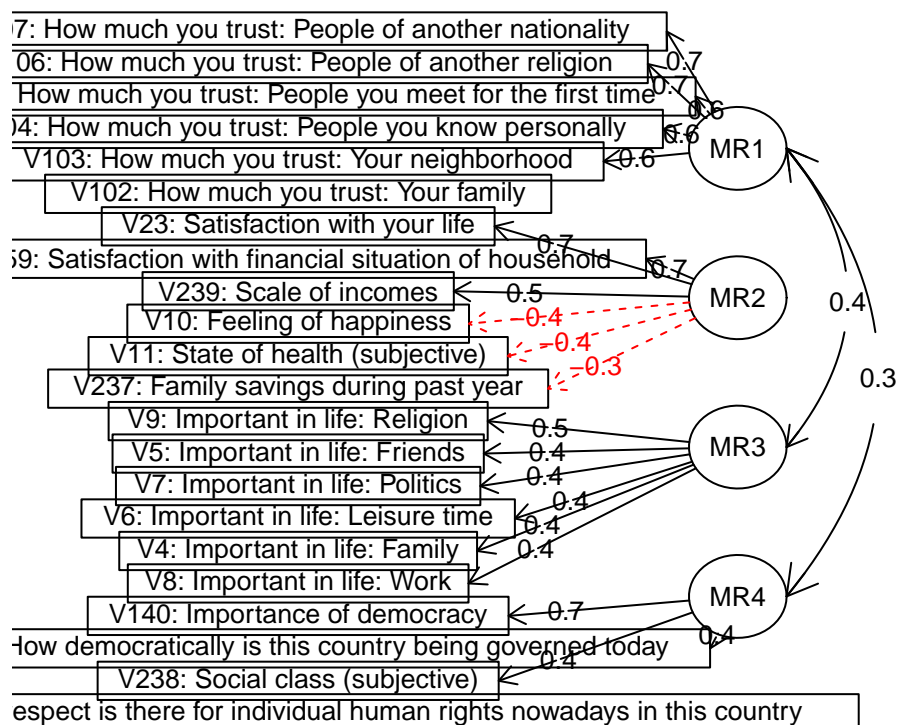 07: How much you trust: People of another nationality
0.7
06: How much you trust: People of another religion
0.7
How much you trust: People you meet for the first time
0.6
04: How much you trust: People you know personally
0.6
MR1
V103: How much you trust: Your neighborhood
0.6
V102: How much you trust: Your family
V23: Satisfaction with your life
0.7
59: Satisfaction with financial situation of household
0.7
V239: Scale of incomes
0.5
MR2
0.4
V10: Feeling of happiness
−0.4
V11: State of health (subjective)
−0.4
V237: Family savings during past year
−0.3
0.3
V9: Important in life: Religion
0.5
V5: Important in life: Friends
0.4
MR3
V7: Important in life: Politics
0.4
V6: Important in life: Leisure time
0.4
V4: Important in life: Family
0.4
V8: Important in life: Work
0.4
MR4
V140: Importance of democracy
0.7
How democratically is this country being governed today
0.4
V238: Social class (subjective)
0.4
espect is there for individual human rights nowadays in this country